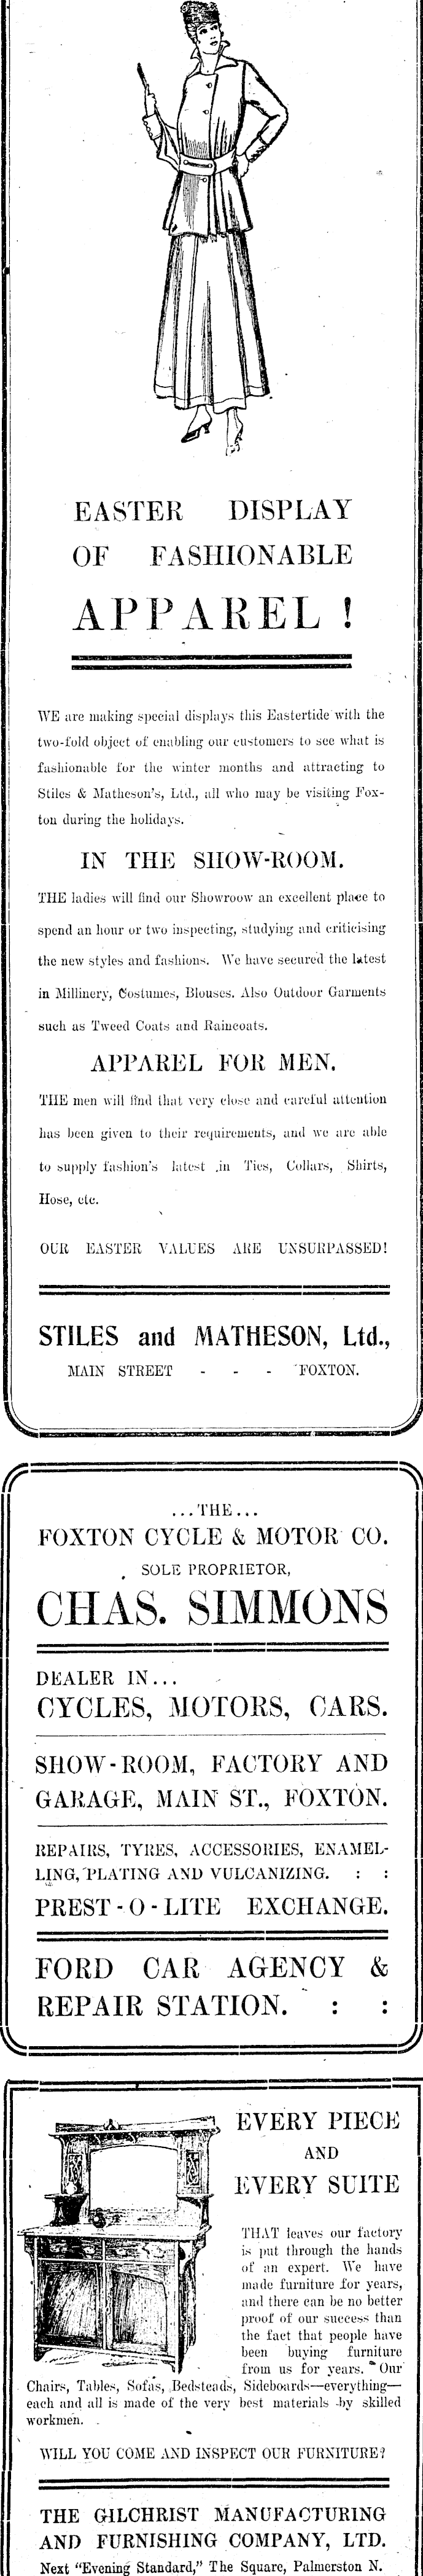 EASTER DISPLAY
OF FASHIONABLE
APPAREL !
WE are making special displays this Eastertide with the
two-fold object of enabling our customers to see what is
fashionable for the winter months and attracting to
Stiles & Matheson's, Ltd., all who may be visiting Fox-
ton during the holidays.
IN THE SHOW-ROOM.
THE ladies will find our Showroow an excellent place to
spend an hour or two inspecting, studying and criticising
the new styles and fashions. We have secured the latest
in Millinery, Costumes, Blouses. Also Outdoor Garments
such as Tweed Coats and Raincoats.
APPAREL FOR MEN.
THE men will find that very close and careful attention
has been given to their requirements, and we are able
to supply fashion's latest in Ties, Collars, Shirts,
Hose, etc.
OUR EASTER VALUES ARE UNSURPASSED!
STILES and MATHESON, Ltd.,
MAIN STREET - - - FOXTON.
...THE...
FOXTON CYCLE & MOTOR CO.
SOLE PROPRIETOR,
CHAS. SIMMONS
DEALER IN...
CYCLES, MOTORS, CARS.
SHOW-ROOM, FACTORY AND
GARAGE, MAIN ST., FOXTON.
REPAIRS, TYRES, ACCESSORIES, ENAMEL-
LING, PLATING AND VULCANIZING. : :
PREST-O-LITE EXCHANGE.
FORD CAR AGENCY &
REPAIR STATION. : :
EVERY PIECE
AND
EVERY SUITE
THAT leaves our factory
is put through the hands
of an expert. We have
made furniture for years,
and there can be no better
proof of our success than
the fact that people have
been buying furniture
from us for years. Our
Chairs, Tables, Sofas, Bedsteads, Sideboards—everything—
each and all is made of the very best materials by skilled
workmen.
WILL YOU COME AND INSPECT OUR FURNITURE?
THE GILCHRIST MANUFACTURING
AND FURNISHING COMPANY, LTD.
Next "Evening Standard," The Square, Palmerston N.